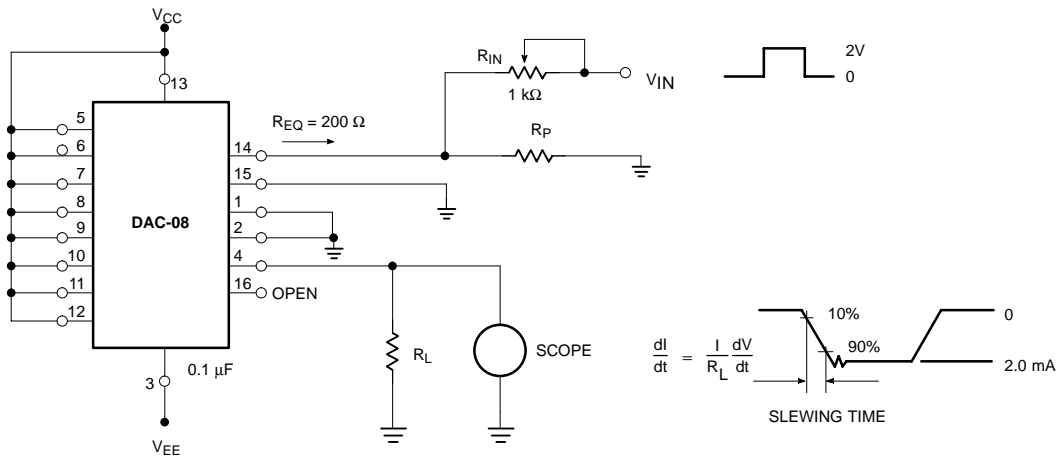 VCC
13
5
6
7
8
9
10
11
12
DAC-08
14
15
1
2
4
16
OPEN
3
0.1 μF
VEE
REQ = 200 Ω
RIN
1 kΩ
VIN
RP
2V
0
RL
SCOPE
dI/dt = I/RL dV/dt
10%
90%
0
2.0 mA
SLEWING TIME